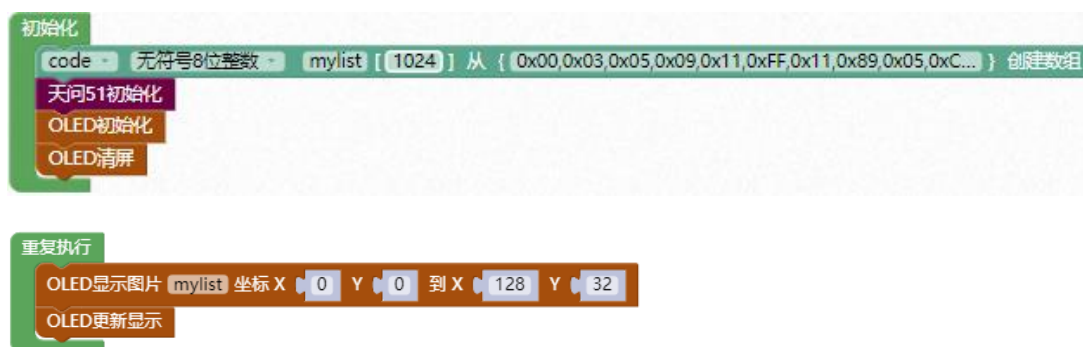 初始化
code 无符号8位整数 mylist [ 1024 ] 从 { 0x00,0x03,0x05,0x09,0x11,0xFF,0x11,0x89,0x05,0xC... } 创建数组
天问51初始化
OLED初始化
OLED清屏
重复执行
OLED显示图片 mylist 坐标 X 0 Y 0 到 X 128 Y 32
OLED更新显示